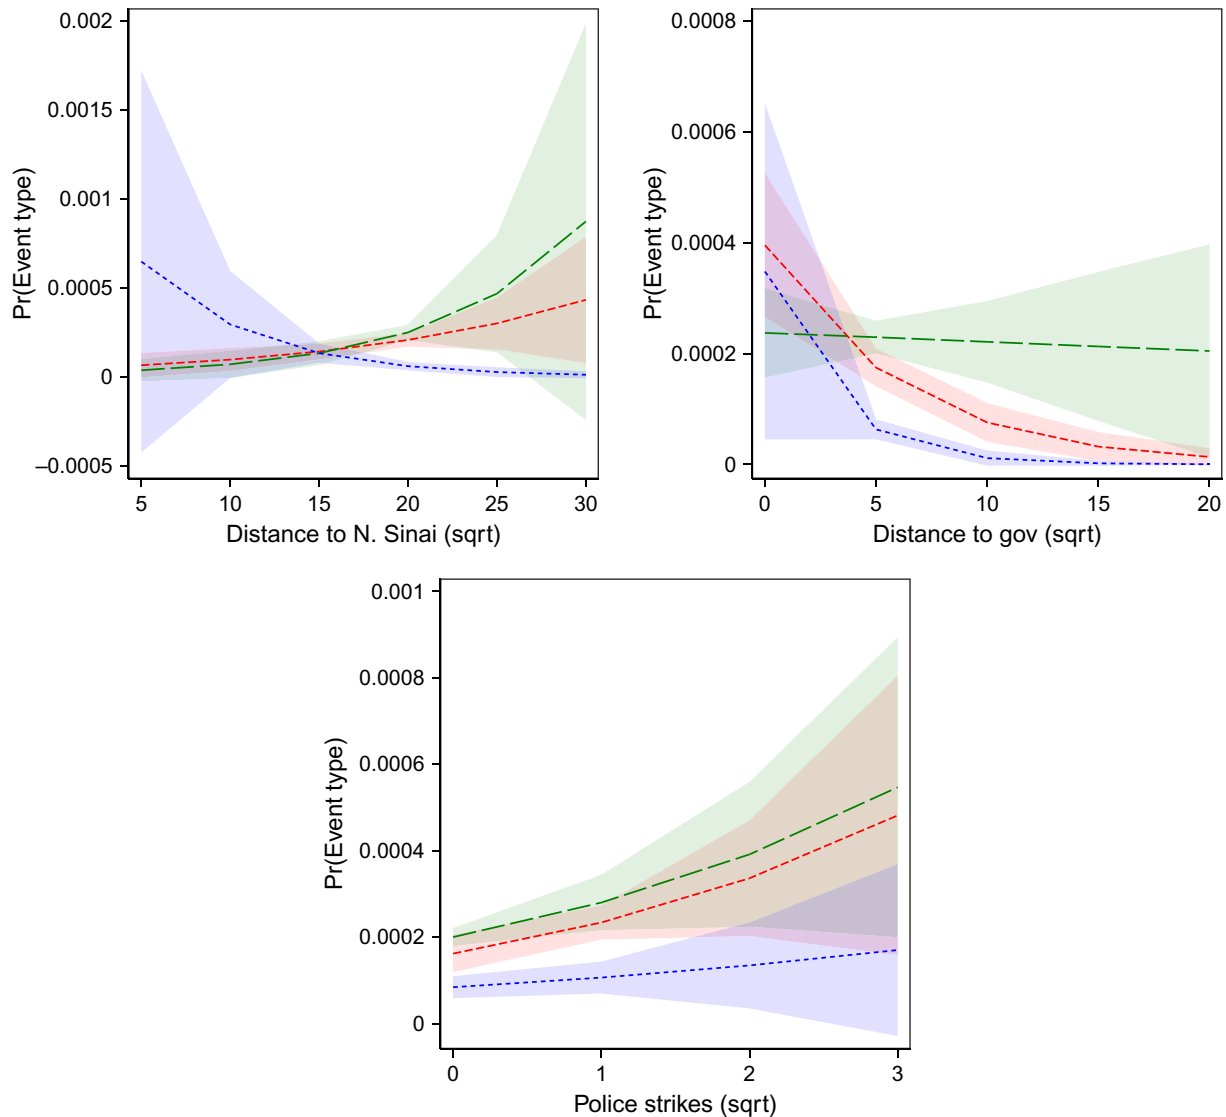 0.002
0.0015
0.001
0.0005
0
–0.0005
Pr(Event type)
5 10 15 20 25 30
Distance to N. Sinai (sqrt)
0.0008
0.0006
0.0004
0.0002
0
Pr(Event type)
0 5 10 15 20
Distance to gov (sqrt)
0.001
0.0008
0.0006
0.0004
0.0002
0
Pr(Event type)
0 1 2 3
Police strikes (sqrt)